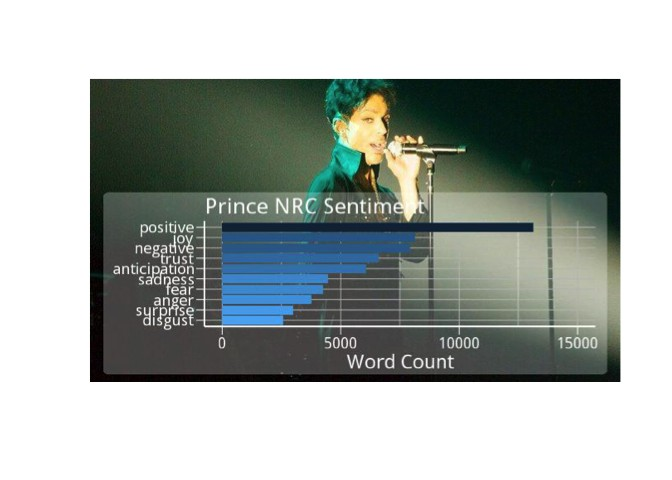 Prince NRC Sentiment
positive
joy
negative
trust
anticipation
sadness
fear
anger
surprise
disgust
0 5000 10000 15000
Word Count